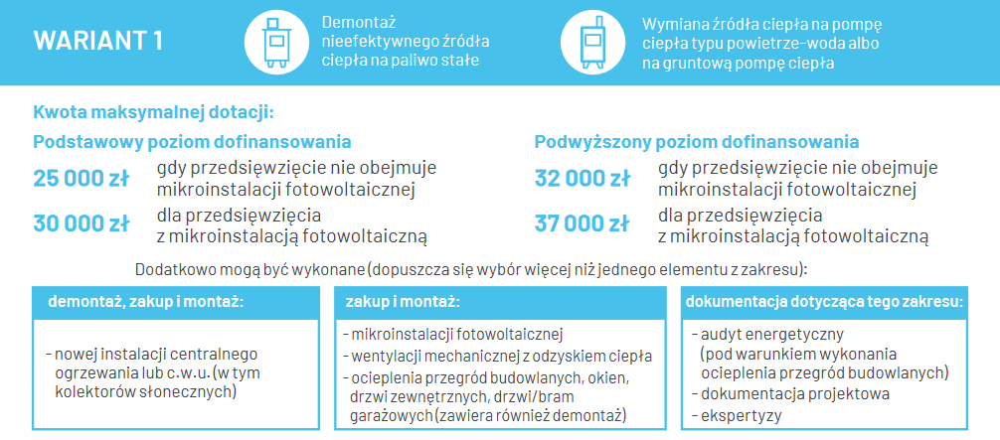 WARIANT 1
Demontaż
nieefektywnego źródła
ciepła na paliwo stałe
Wymiana źródła ciepła na pompę
ciepła typu powietrze-woda albo
na gruntową pompę ciepła
Kwota maksymalnej dotacji:
Podstawowy poziom dofinansowania
25 000 zł
gdy przedsięwzięcie nie obejmuje
mikroinstalacji fotowoltaicznej
30 000 zł
dla przedsięwzięcia
z mikroinstalacją fotowoltaiczną
Podwyższony poziom dofinansowania
32 000 zł
gdy przedsięwzięcie nie obejmuje
mikroinstalacji fotowoltaicznej
37 000 zł
dla przedsięwzięcia
z mikroinstalacją fotowoltaiczną
Dodatkowo mogą być wykonane (dopuszcza się wybór więcej niż jednego elementu z zakresu):
demontaż, zakup i montaż:
- nowej instalacji centralnego
ogrzewania lub c.w.u. (w tym
kolektorów słonecznych)
zakup i montaż:
- mikroinstalacji fotowoltaicznej
- wentylacji mechanicznej z odzyskiem ciepła
- ocieplenia przegród budowlanych, okien,
drzwi zewnętrznych, drzwi/bram
garażowych (zawiera również demontaż)
dokumentacja dotycząca tego zakresu:
- audyt energetyczny
(pod warunkiem wykonania
ocieplenia przegród budowlanych)
- dokumentacja projektowa
- ekspertyzy